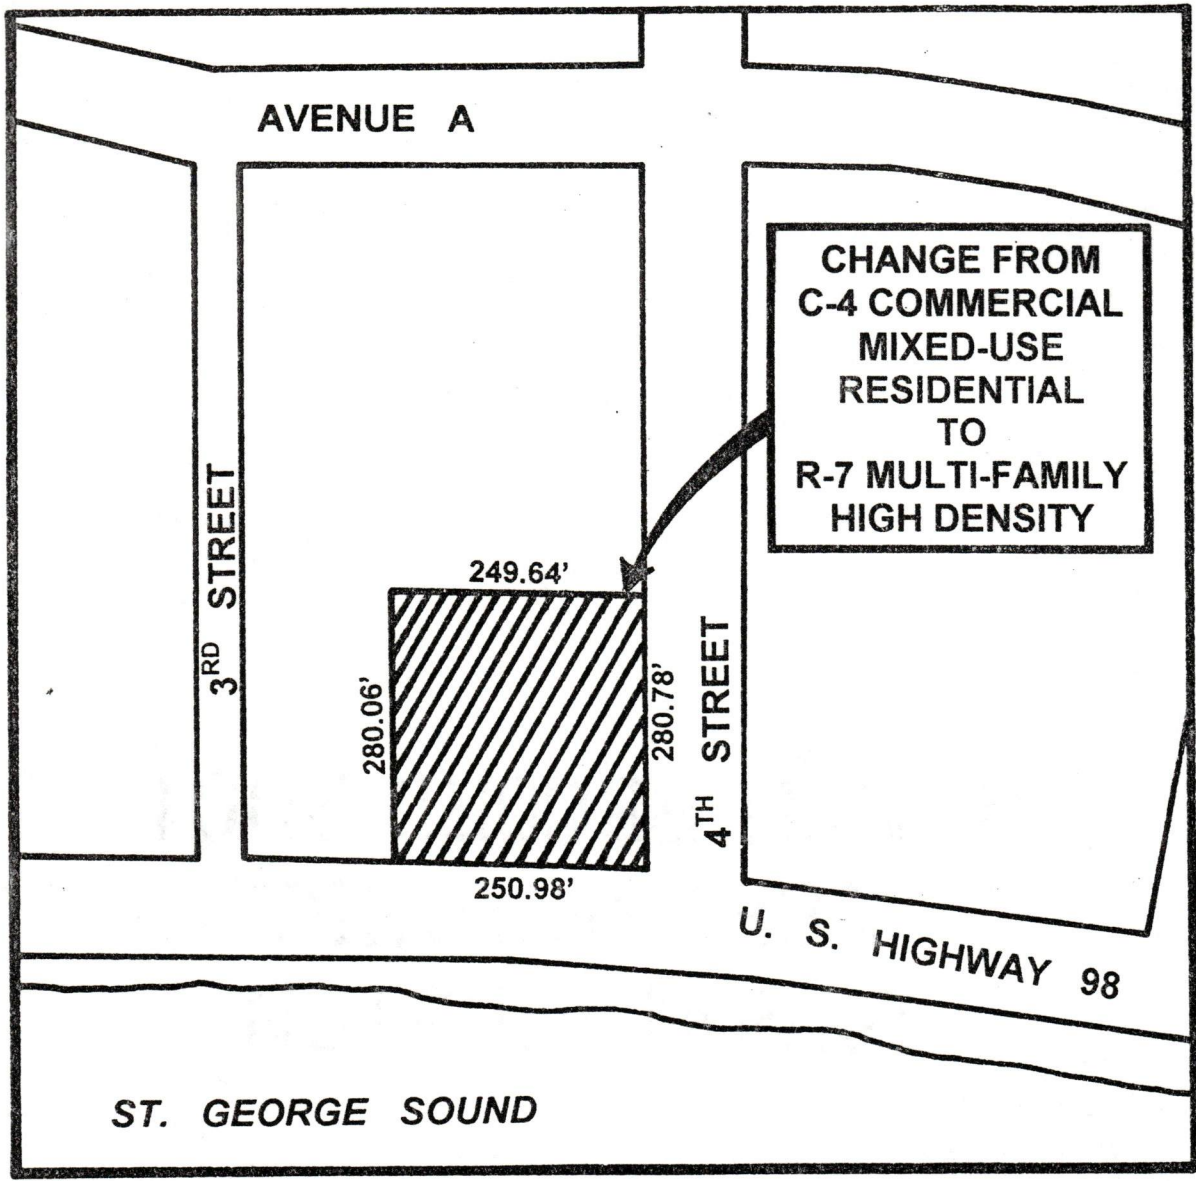 AVENUE A
CHANGE FROM
C-4 COMMERCIAL
MIXED-USE
RESIDENTIAL
TO
R-7 MULTI-FAMILY
HIGH DENSITY
3RD STREET
249.64'
280.06'
280.78'
4TH STREET
250.98'
U. S. HIGHWAY 98
ST. GEORGE SOUND